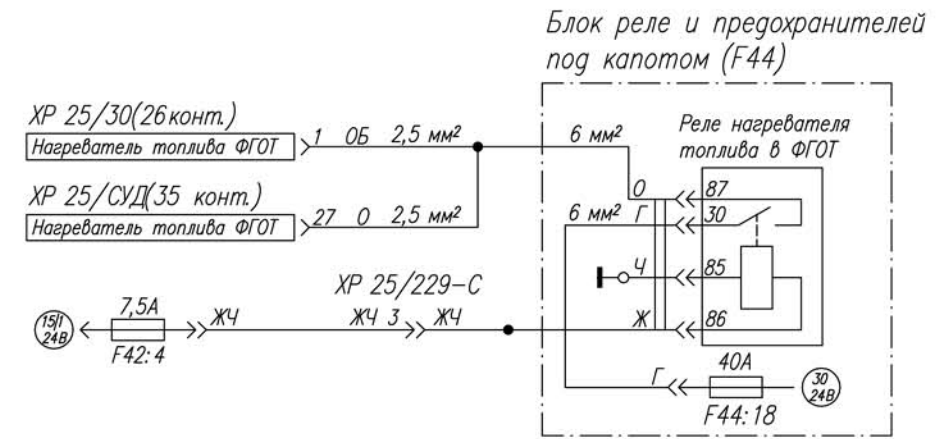 Блок реле и предохранителей
под капотом (F44)
ХР 25/30(26конт.)
Нагреватель топлива ФГОТ
1 ОБ 2,5 мм²
6 мм²
Реле нагревателя
топлива в ФГОТ
ХР 25/СУД(35 конт.)
Нагреватель топлива ФГОТ
27 О 2,5 мм²
О 87
6 мм² Г 30
Ч 85
ХР 25/229-С
15/1
24В
7,5А
F42:4
ЖЧ
ЖЧ 3 ЖЧ
Ж 86
Г
40А
F44:18
30
24В